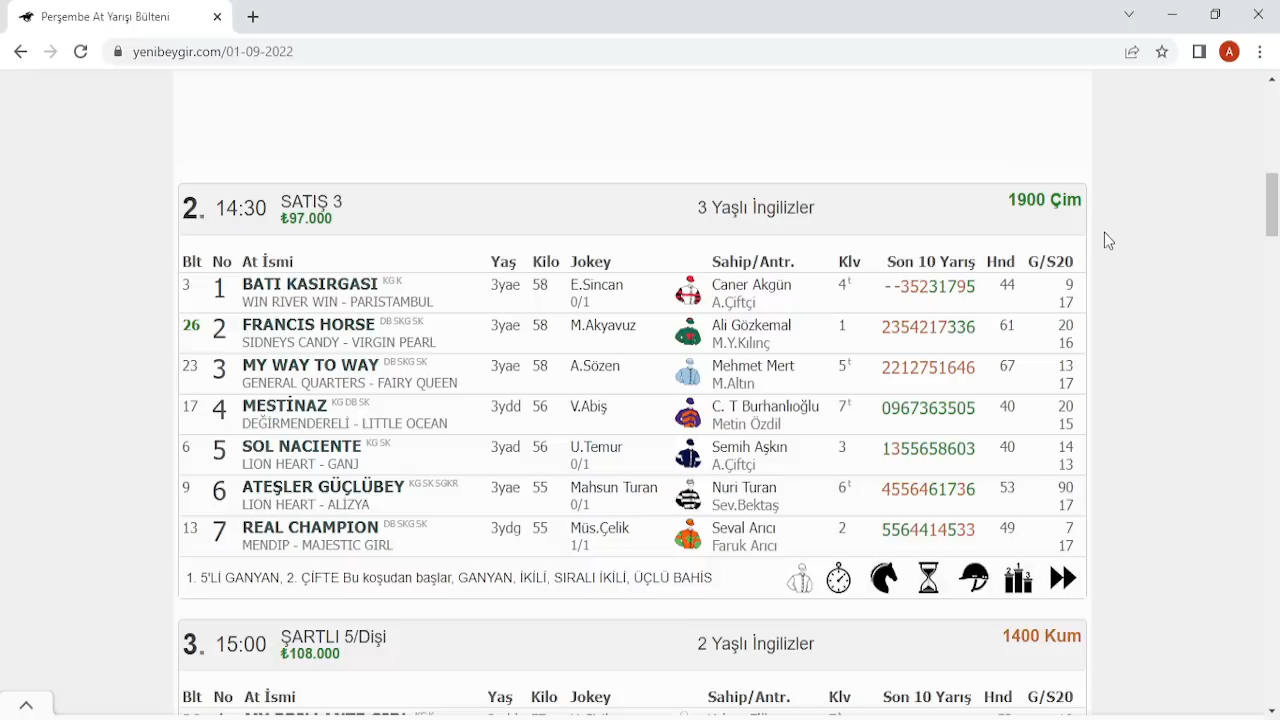 Perşembe At Yarışı Bülteni
yenibeygir.com/01-09-2022
A
2. 14:30 SATIŞ 3 3 Yaşlı İngilizler 1900 Çim
₺97.000
Blt No At İsmi Yaş Kilo Jokey Sahip/Antr. Klv Son 10 Yarış Hnd G/S20
3 1 BATI KASIRGASI KG K 3yae 58 E.Sincan Caner Akgün 4t --35231795 44 9
WIN RIVER WIN - PARISTAMBUL 0/1 A.Çiftçi 17
26 2 FRANCIS HORSE DB SKG SK 3yae 58 M.Akyavuz Ali Gözkemal 1 2354217336 61 20
SIDNEYS CANDY - VIRGIN PEARL M.Y.Kılınç 16
23 3 MY WAY TO WAY DB SKG SK 3yae 58 A.Sözen Mehmet Mert 5t 2212751646 67 13
GENERAL QUARTERS - FAIRY QUEEN M.Altın 17
17 4 MESTİNAZ KG DB SK 3ydd 56 V.Abiş C. T Burhanlıoğlu 7t 0967363505 40 20
DEĞİRMENDERELİ - LITTLE OCEAN Metin Özdil 15
6 5 SOL NACIENTE KG SK 3yad 56 U.Temur Semih Aşkın 3 1355658603 40 14
LION HEART - GANJ 0/1 A.Çiftçi 13
9 6 ATEŞLER GÜÇLÜBEY KG SK SGKR 3yae 55 Mahsun Turan Nuri Turan 6t 4556461736 53 90
LION HEART - ALİZYA 0/1 Sev.Bektaş 17
13 7 REAL CHAMPION DB SKG SK 3ydg 55 Müs.Çelik Seval Arıcı 2 5564414533 49 7
MENDIP - MAJESTIC GIRL 1/1 Faruk Arıcı 17
1. 5'Lİ GANYAN, 2. ÇİFTE Bu koşudan başlar, GANYAN, İKİLİ, SIRALI İKİLİ, ÜÇLÜ BAHİS
3. 15:00 ŞARTLI 5/Dişi 2 Yaşlı İngilizler 1400 Kum
₺108.000
Blt No At İsmi Yaş Kilo Jokey Sahip/Antr. Klv Son 10 Yarış Hnd G/S20